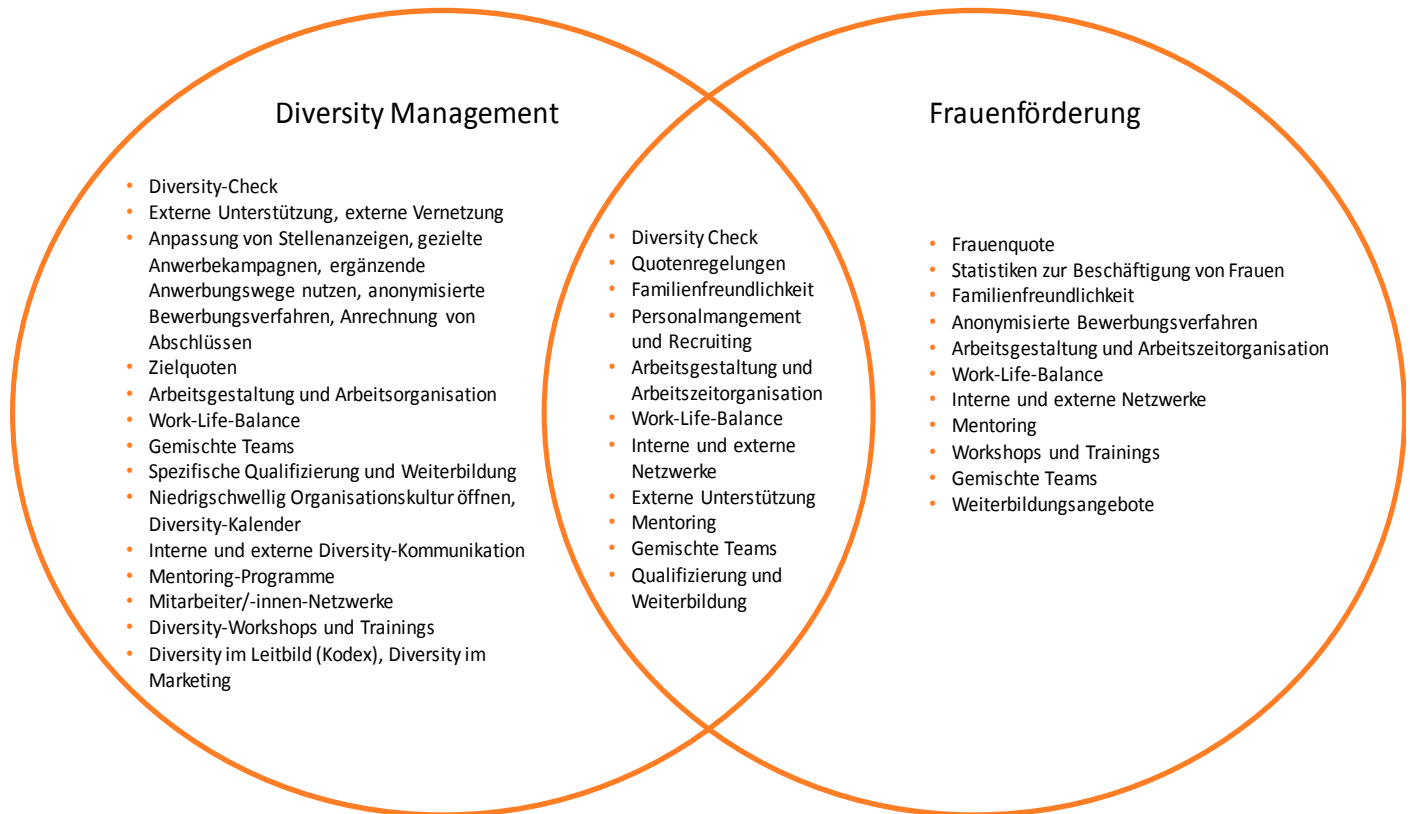 Diversity Management
• Diversity-Check
• Externe Unterstützung, externe Vernetzung
• Anpassung von Stellenanzeigen, gezielte
Anwerbekampagnen, ergänzende
Anwerbungswege nutzen, anonymisierte
Bewerbungsverfahren, Anrechnung von
Abschlüssen
• Zielquoten
• Arbeitsgestaltung und Arbeitsorganisation
• Work-Life-Balance
• Gemischte Teams
• Spezifische Qualifizierung und Weiterbildung
• Niedrigschwellig Organisationskultur öffnen,
Diversity-Kalender
• Interne und externe Diversity-Kommunikation
• Mentoring-Programme
• Mitarbeiter/-innen-Netzwerke
• Diversity-Workshops und Trainings
• Diversity im Leitbild (Kodex), Diversity im
Marketing
• Diversity Check
• Quotenregelungen
• Familienfreundlichkeit
• Personalmangement
und Recruiting
• Arbeitsgestaltung und
Arbeitszeitorganisation
• Work-Life-Balance
• Interne und externe
Netzwerke
• Externe Unterstützung
• Mentoring
• Gemischte Teams
• Qualifizierung und
Weiterbildung
Frauenförderung
• Frauenquote
• Statistiken zur Beschäftigung von Frauen
• Familienfreundlichkeit
• Anonymisierte Bewerbungsverfahren
• Arbeitsgestaltung und Arbeitszeitorganisation
• Work-Life-Balance
• Interne und externe Netzwerke
• Mentoring
• Workshops und Trainings
• Gemischte Teams
• Weiterbildungsangebote